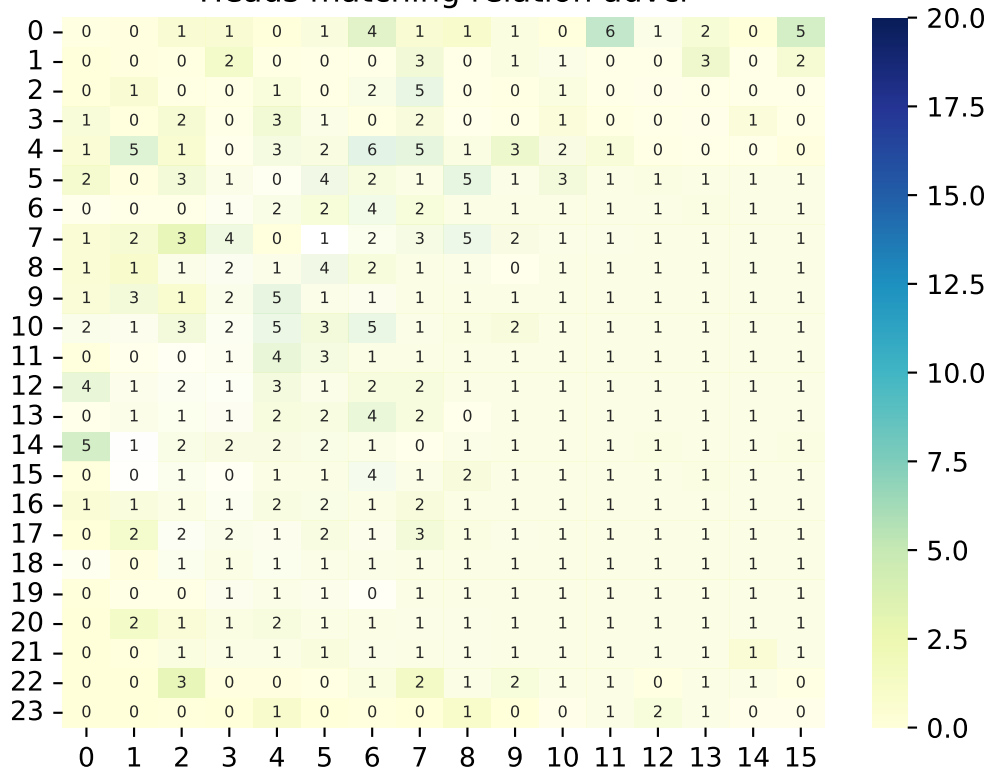 Heads matching relation advcl
0 0 0 1 1 0 1 4 1 1 1 0 6 1 2 0 5
1 0 0 0 2 0 0 0 3 0 1 1 0 0 3 0 2
2 0 1 0 0 1 0 2 5 0 0 1 0 0 0 0 0
3 1 0 2 0 3 1 0 2 0 0 1 0 0 0 1 0
4 1 5 1 0 3 2 6 5 1 3 2 1 0 0 0 0
5 2 0 3 1 0 4 2 1 5 1 3 1 1 1 1 1
6 0 0 0 1 2 2 4 2 1 1 1 1 1 1 1 1
7 1 2 3 4 0 1 2 3 5 2 1 1 1 1 1 1
8 1 1 1 2 1 4 2 1 1 0 1 1 1 1 1 1
9 1 3 1 2 5 1 1 1 1 1 1 1 1 1 1 1
10 2 1 3 2 5 3 5 1 1 2 1 1 1 1 1 1
11 0 0 0 1 4 3 1 1 1 1 1 1 1 1 1 1
12 4 1 2 1 3 1 2 2 1 1 1 1 1 1 1 1
13 0 1 1 1 2 2 4 2 0 1 1 1 1 1 1 1
14 5 1 2 2 2 2 1 0 1 1 1 1 1 1 1 1
15 0 0 1 0 1 1 4 1 2 1 1 1 1 1 1 1
16 1 1 1 1 2 2 1 2 1 1 1 1 1 1 1 1
17 0 2 2 2 1 2 1 3 1 1 1 1 1 1 1 1
18 0 0 1 1 1 1 1 1 1 1 1 1 1 1 1 1
19 0 0 0 1 1 1 0 1 1 1 1 1 1 1 1 1
20 0 2 1 1 2 1 1 1 1 1 1 1 1 1 1 1
21 0 0 1 1 1 1 1 1 1 1 1 1 1 1 1 1
22 0 0 3 0 0 0 1 2 1 2 1 1 0 1 1 0
23 0 0 0 0 1 0 0 0 1 0 0 1 2 1 0 0
0 1 2 3 4 5 6 7 8 9 10 11 12 13 14 15
20.0
17.5
15.0
12.5
10.0
7.5
5.0
2.5
0.0